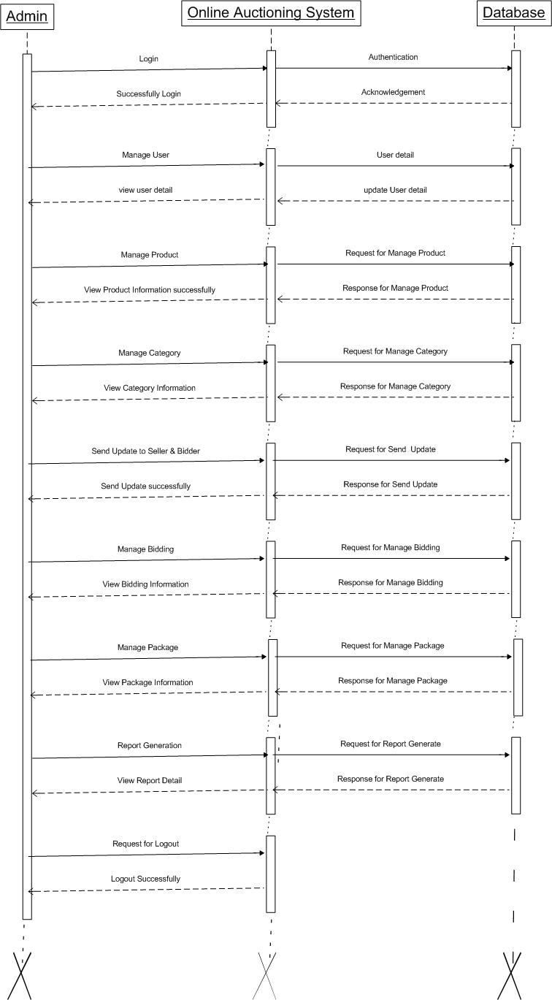 Admin
Online Auctioning System
Database
Login
Authentication
Successfully Login
Acknowledgement
Manage User
User detail
view user detail
update User detail
Manage Product
Request for Manage Product
View Product Information successfully
Response for Manage Product
Manage Category
Request for Manage Category
View Category Information
Response for Manage Category
Send Update to Seller & Bidder
Request for Send Update
Send Update successfully
Response for Send Update
Manage Bidding
Request for Manage Bidding
View Bidding Information
Response for Manage Bidding
Manage Package
Request for Manage Package
View Package Information
Response for Manage Package
Report Generation
Request for Report Generate
View Report Detail
Response for Report Generate
Request for Logout
Logout Successfully